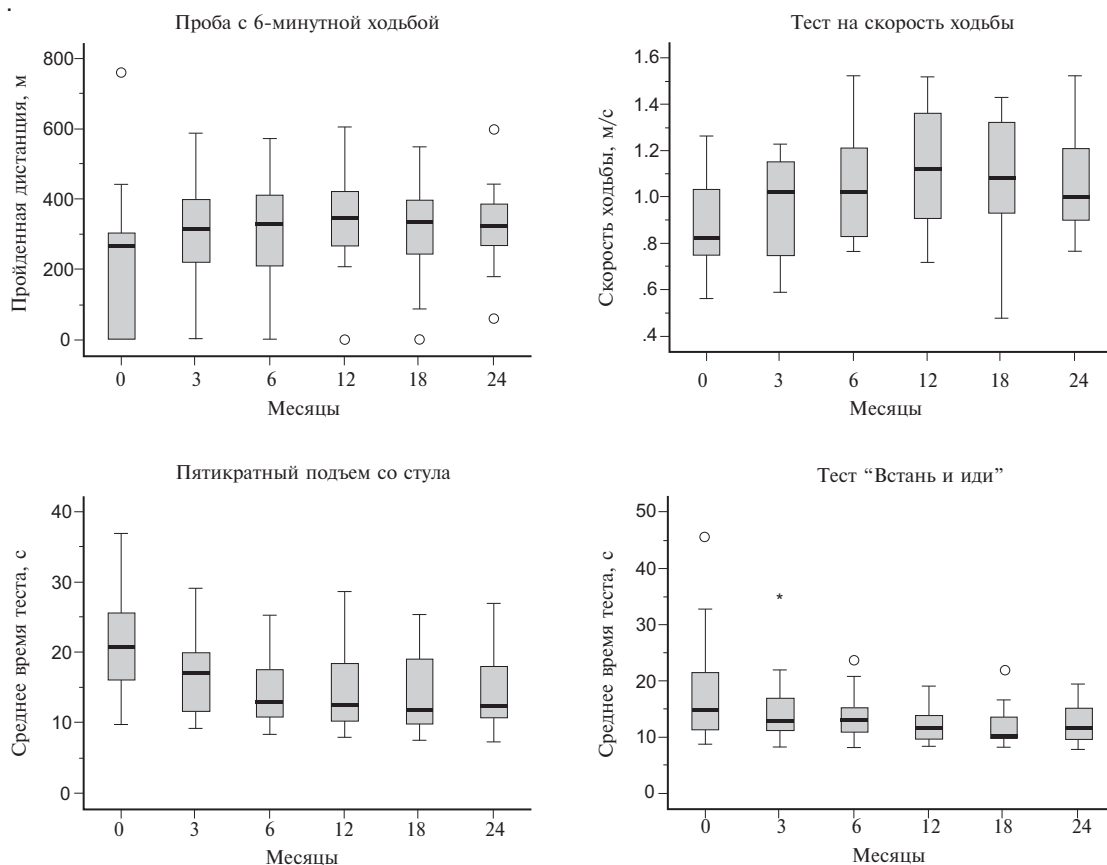 .
Проба с 6-минутной ходьбой
Пройденная дистанция, м
800
600
400
200
0
0 3 6 12 18 24
Месяцы
Тест на скорость ходьбы
Скорость ходьбы, м/с
1.6
1.4
1.2
1.0
.8
.6
.4
0 3 6 12 18 24
Месяцы
Пятикратный подъем со стула
Среднее время теста, с
40
30
20
10
0
0 3 6 12 18 24
Месяцы
Тест “Встань и иди”
Среднее время теста, с
50
40
30
20
10
0
*
0 3 6 12 18 24
Месяцы